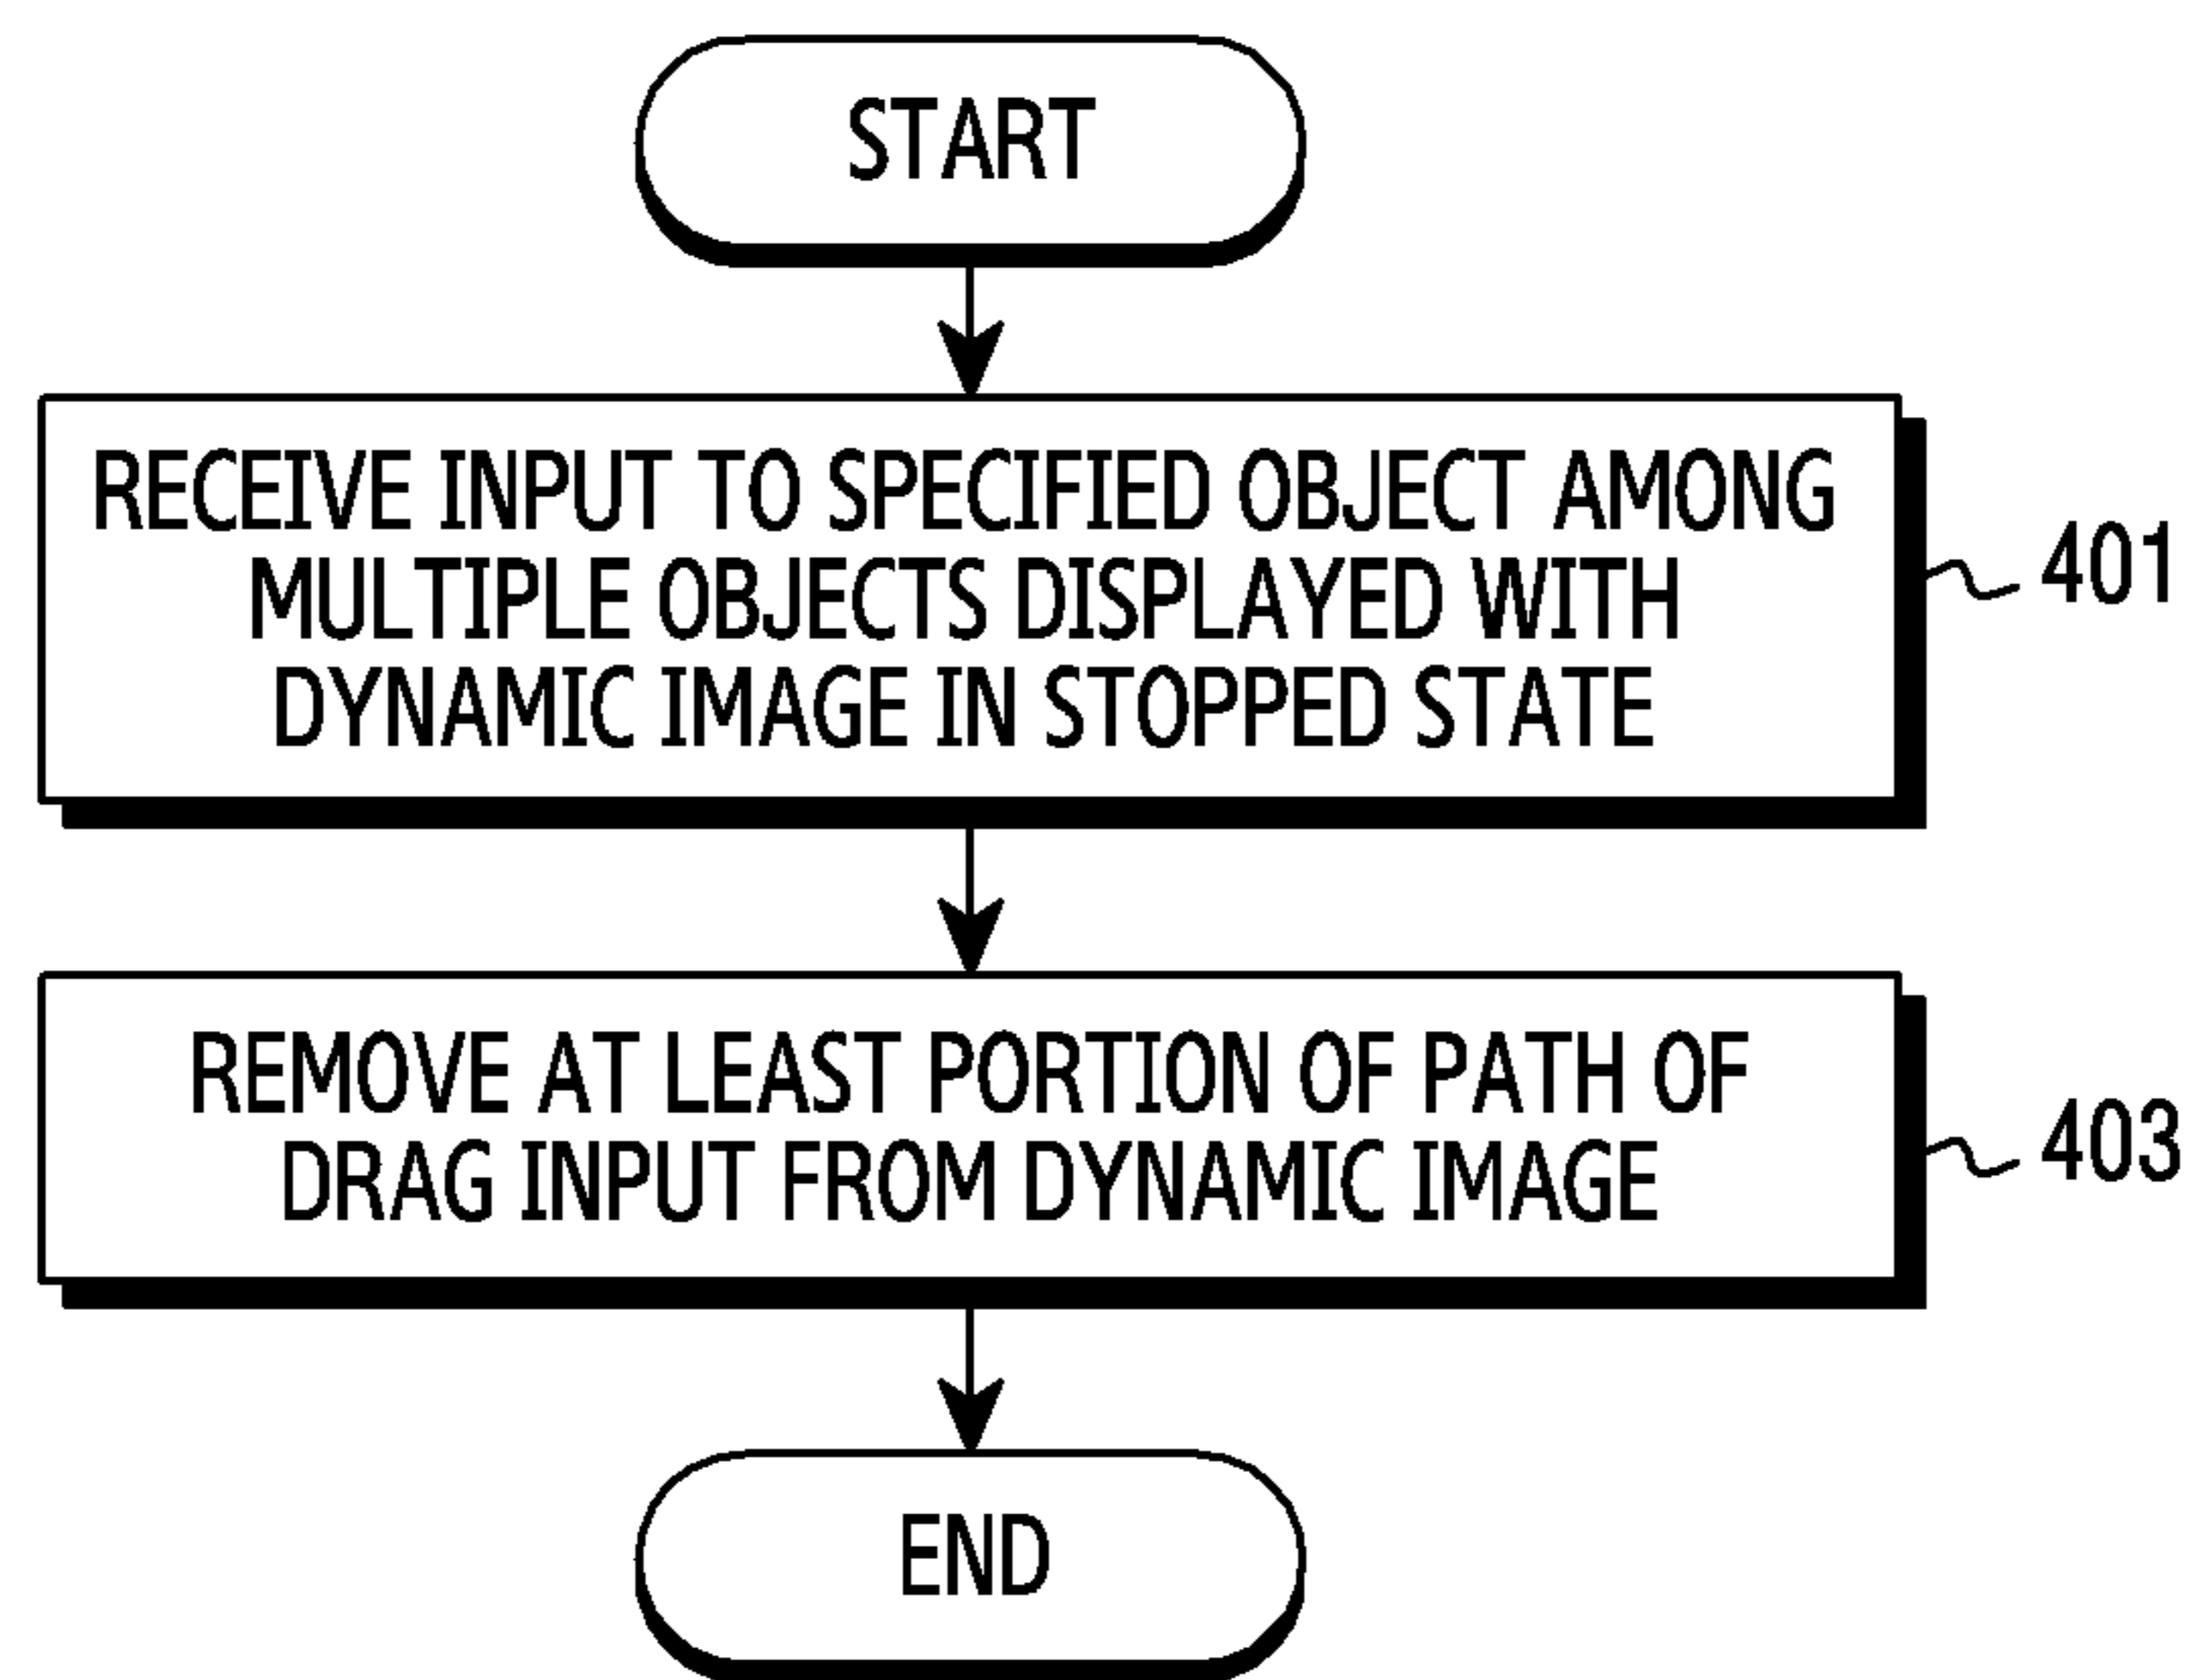 START
RECEIVE INPUT TO SPECIFIED OBJECT AMONG
MULTIPLE OBJECTS DISPLAYED WITH
DYNAMIC IMAGE IN STOPPED STATE
401
REMOVE AT LEAST PORTION OF PATH OF
DRAG INPUT FROM DYNAMIC IMAGE
403
END